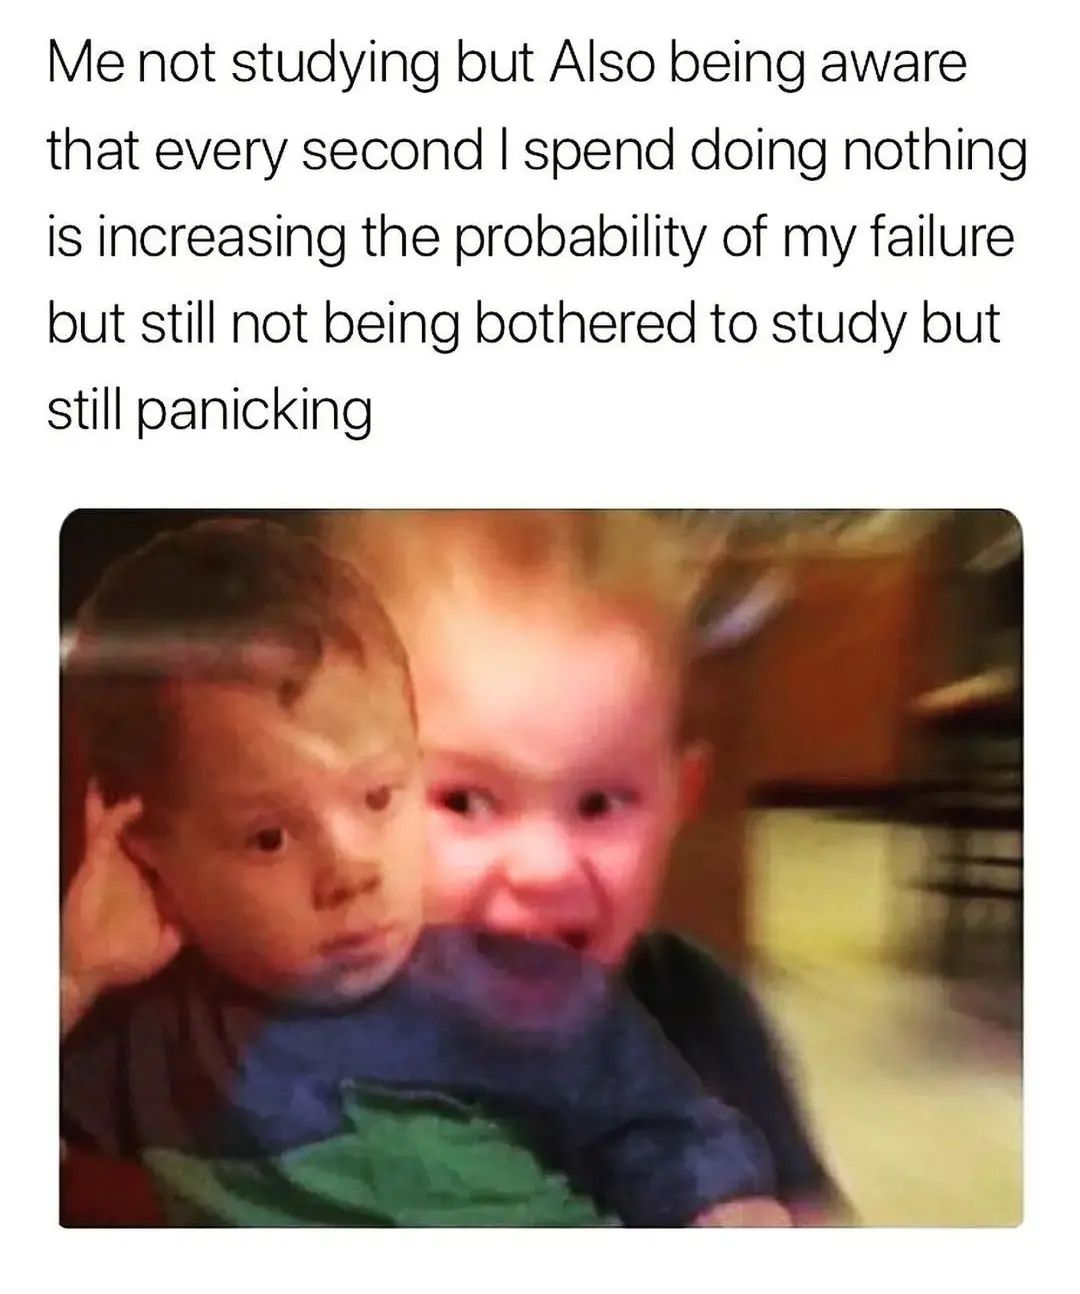 Me not studying but Also being aware
that every second I spend doing nothing
is increasing the probability of my failure
but still not being bothered to study but
still panicking